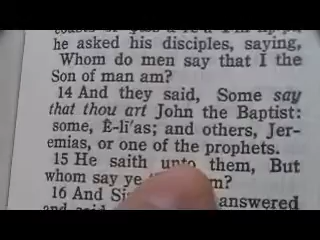 he asked his disciples, saying,
Whom do men say that I the
Son of man am?
14 And they said, Some say
that thou art John the Baptist:
some, Ē-lī´as; and others, Jer-
emias, or one of the prophets.
15 He saith unto them, But
whom say ye
16 And answered